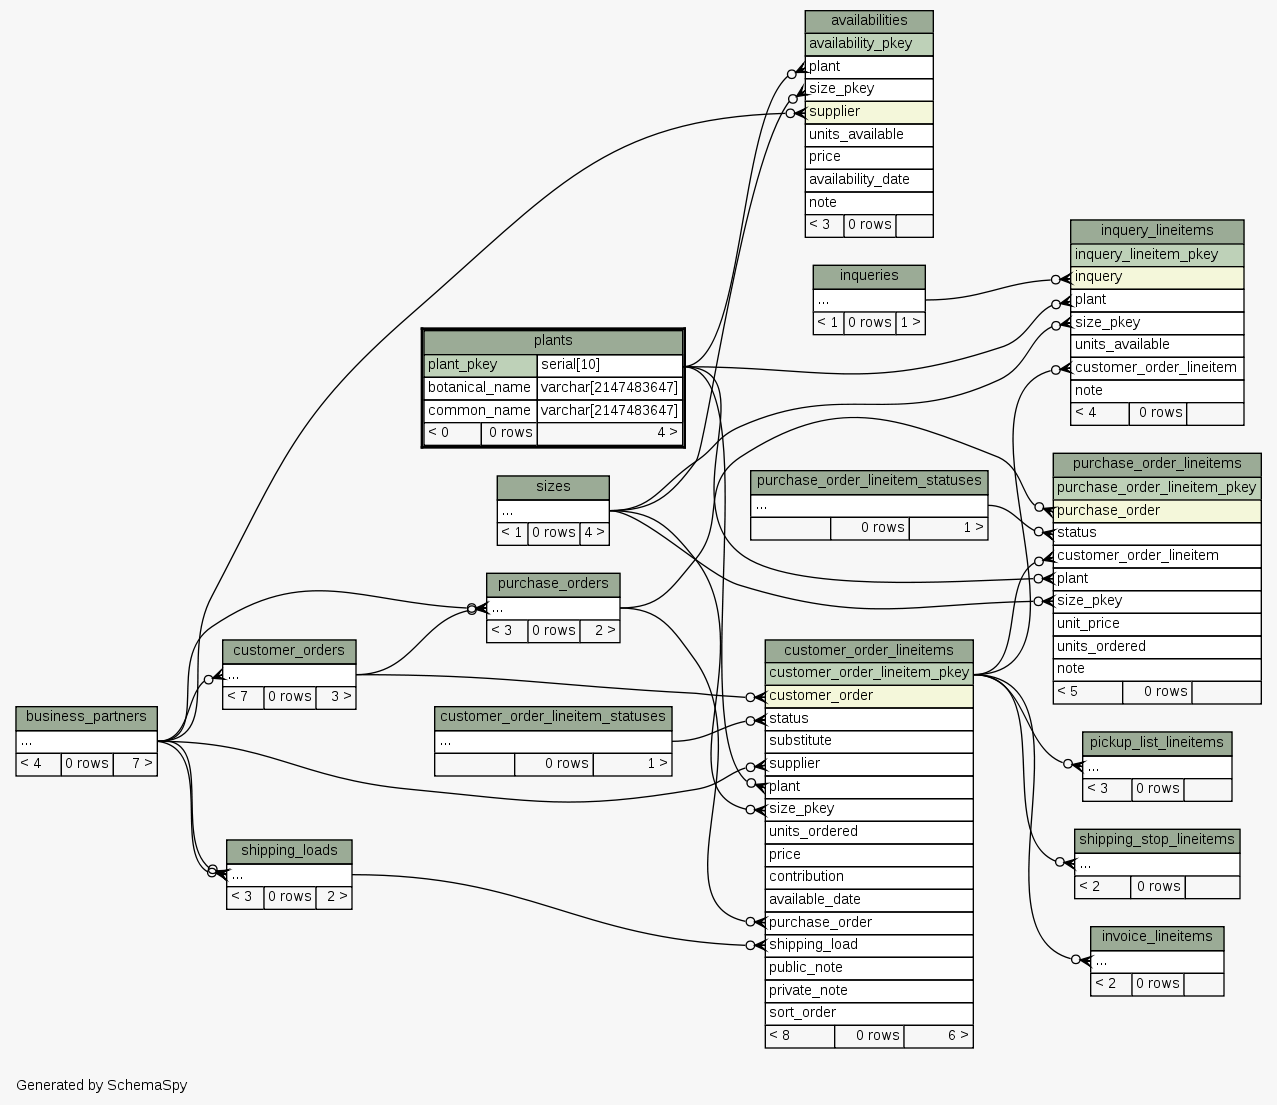 availabilities
availability_pkey
plant
size_pkey
supplier
units_available
price
availability_date
note
< 3 0 rows
inquery_lineitems
inquery_lineitem_pkey
inquery
plant
size_pkey
units_available
customer_order_lineitem
note
< 4 0 rows
inqueries
...
< 1 0 rows 1 >
plants
plant_pkey serial[10]
botanical_name varchar[2147483647]
common_name varchar[2147483647]
< 0 0 rows 4 >
purchase_order_lineitems
purchase_order_lineitem_pkey
purchase_order
status
customer_order_lineitem
plant
size_pkey
unit_price
units_ordered
note
< 5 0 rows
purchase_order_lineitem_statuses
...
0 rows 1 >
sizes
...
< 1 0 rows 4 >
purchase_orders
...
< 3 0 rows 2 >
customer_orders
...
< 7 0 rows 3 >
customer_order_lineitems
customer_order_lineitem_pkey
customer_order
status
substitute
supplier
plant
size_pkey
units_ordered
price
contribution
available_date
purchase_order
shipping_load
public_note
private_note
sort_order
< 8 0 rows 6 >
business_partners
...
< 4 0 rows 7 >
customer_order_lineitem_statuses
...
0 rows 1 >
pickup_list_lineitems
...
< 3 0 rows
shipping_loads
...
< 3 0 rows 2 >
shipping_stop_lineitems
...
< 2 0 rows
invoice_lineitems
...
< 2 0 rows
Generated by SchemaSpy